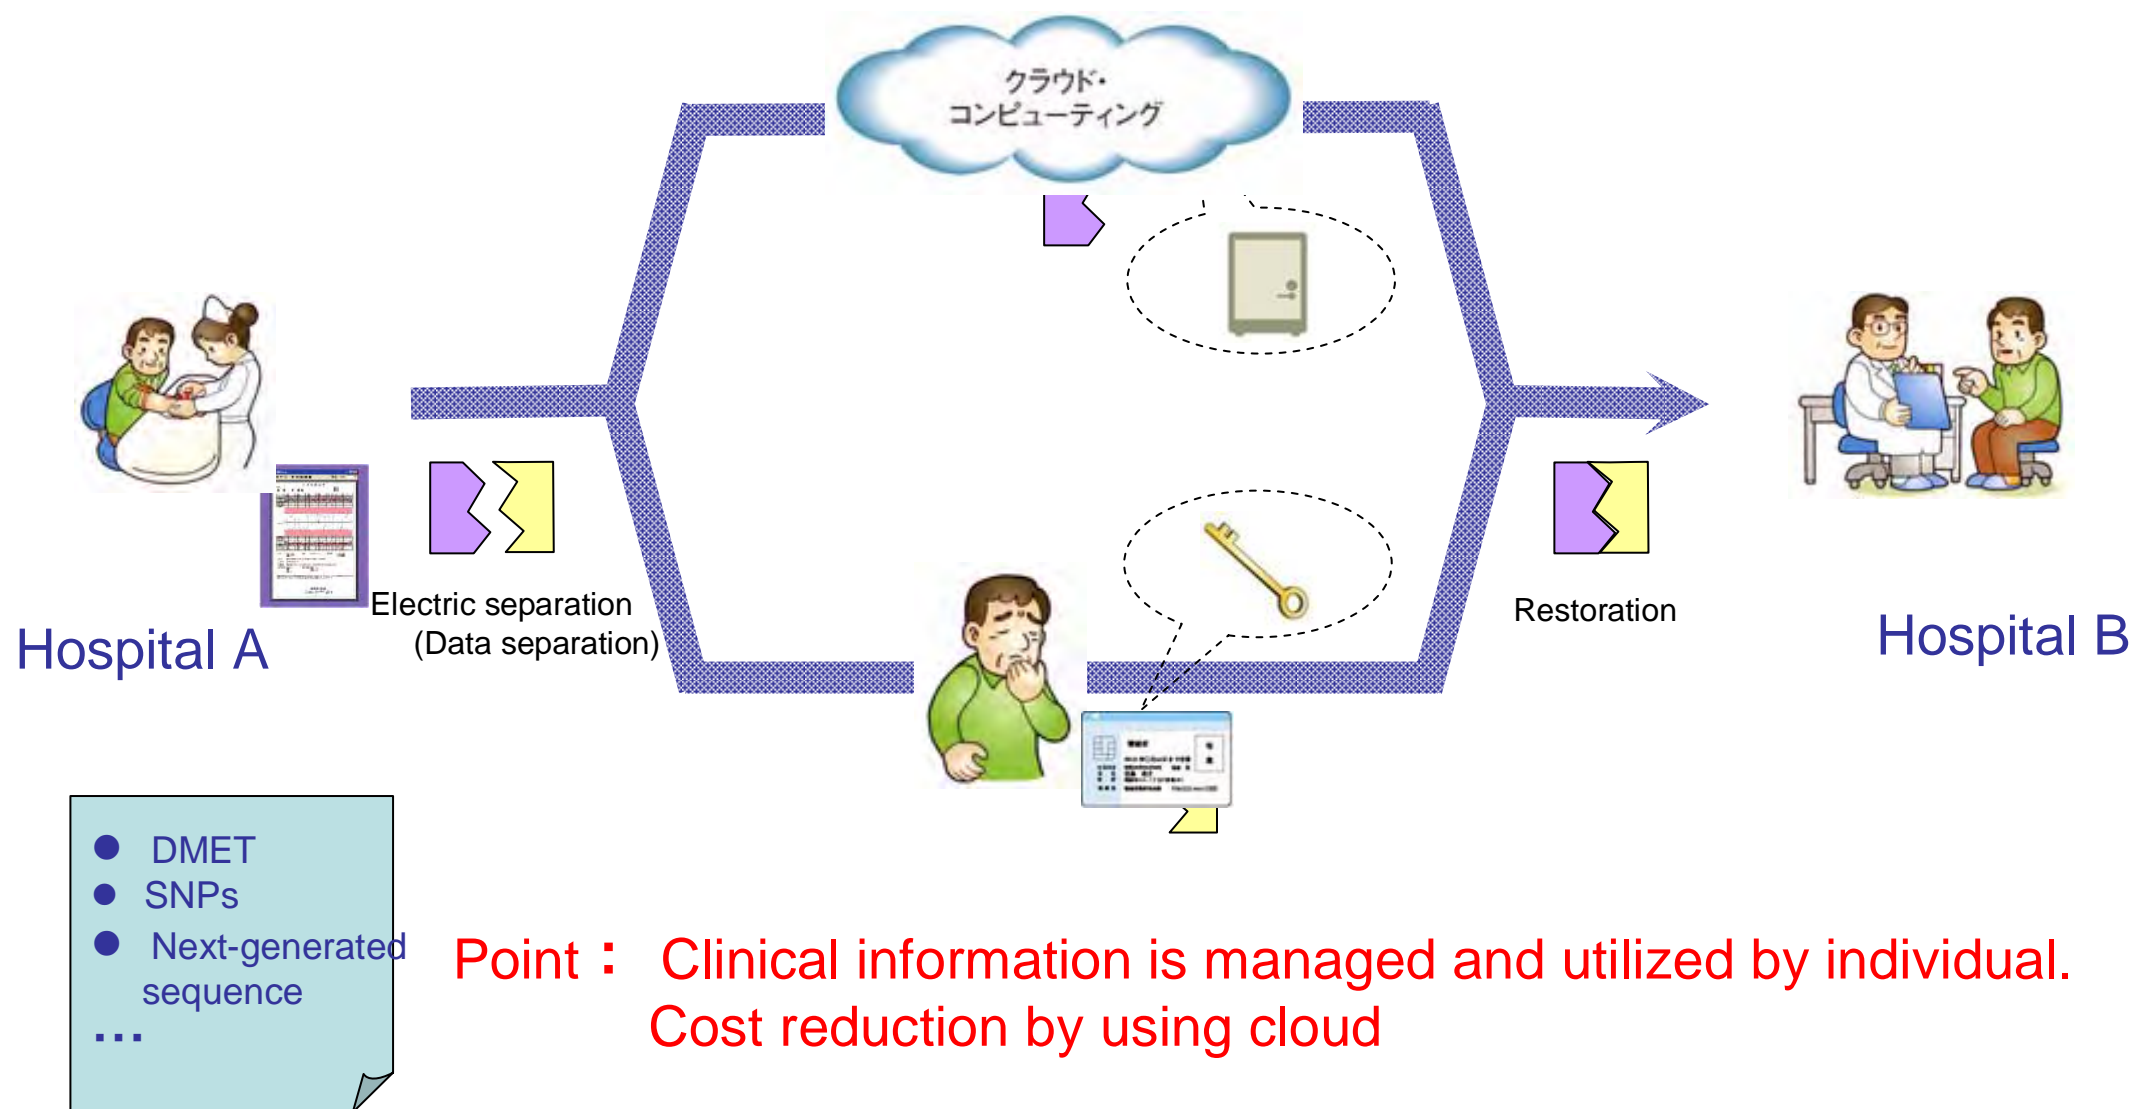 クラウド・
コンピューティング
Electric separation
(Data separation)
Restoration
Hospital A
Hospital B
● DMET
● SNPs
● Next-generated
sequence
…
Point： Clinical information is managed and utilized by individual.
Cost reduction by using cloud